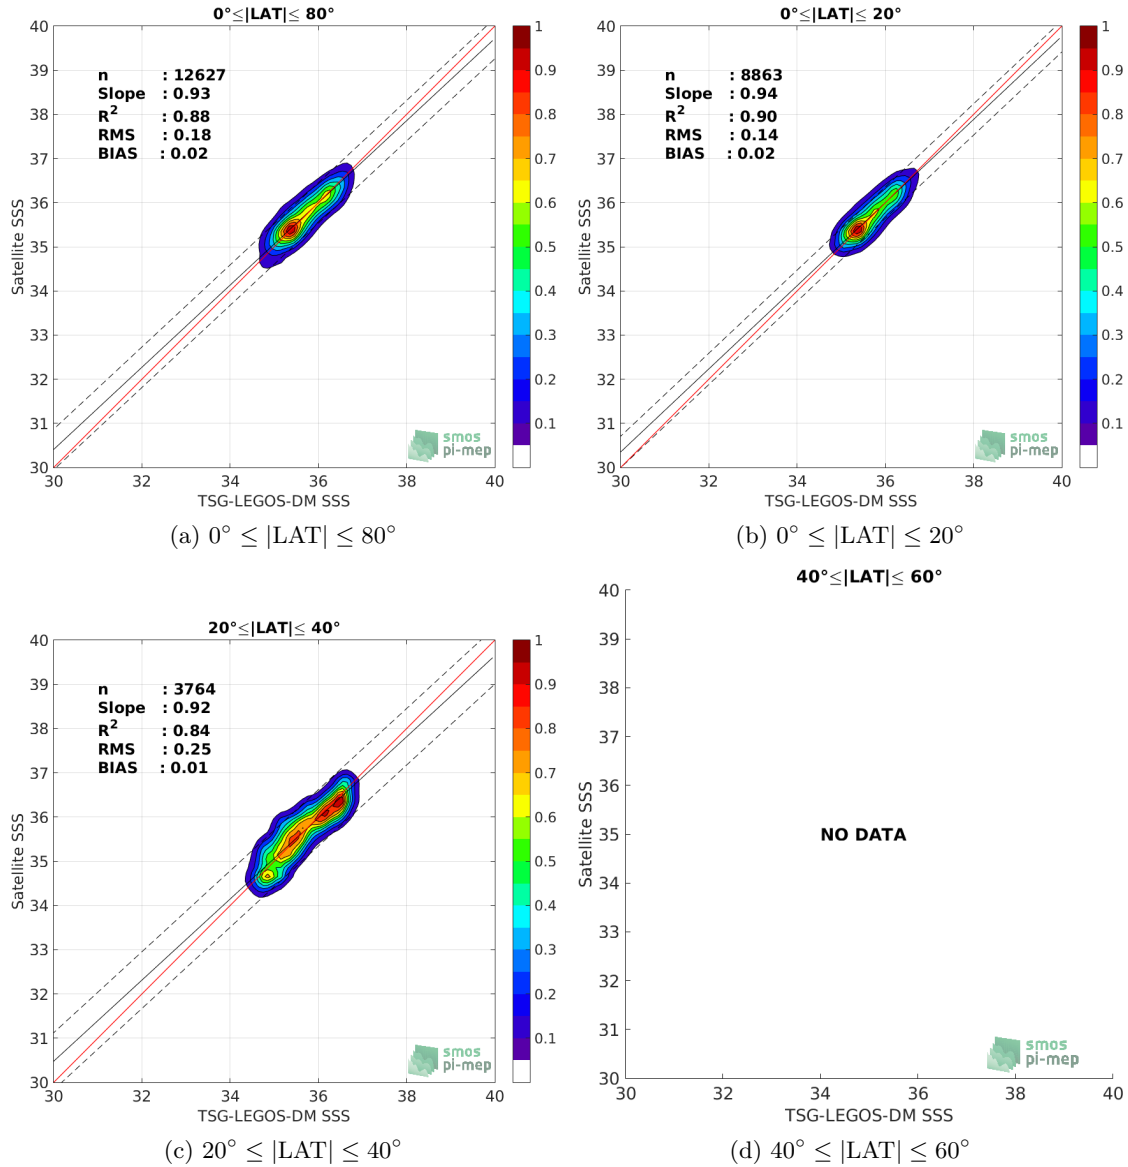 0°≤|LAT|≤ 80°
40
39
38
37
36
35
34
33
32
31
30
Satellite SSS
n : 12627
Slope : 0.93
R² : 0.88
RMS : 0.18
BIAS : 0.02
smos
pi-mep
30 32 34 36 38 40
TSG-LEGOS-DM SSS
1
0.9
0.8
0.7
0.6
0.5
0.4
0.3
0.2
0.1
(a) 0° ≤ |LAT| ≤ 80°
0°≤|LAT|≤ 20°
40
39
38
37
36
35
34
33
32
31
30
Satellite SSS
n : 8863
Slope : 0.94
R² : 0.90
RMS : 0.14
BIAS : 0.02
smos
pi-mep
30 32 34 36 38 40
TSG-LEGOS-DM SSS
1
0.9
0.8
0.7
0.6
0.5
0.4
0.3
0.2
0.1
(b) 0° ≤ |LAT| ≤ 20°
20°≤|LAT|≤ 40°
40
39
38
37
36
35
34
33
32
31
30
Satellite SSS
n : 3764
Slope : 0.92
R² : 0.84
RMS : 0.25
BIAS : 0.01
smos
pi-mep
30 32 34 36 38 40
TSG-LEGOS-DM SSS
1
0.9
0.8
0.7
0.6
0.5
0.4
0.3
0.2
0.1
(c) 20° ≤ |LAT| ≤ 40°
40°≤|LAT|≤ 60°
40
39
38
37
36
35
34
33
32
31
30
Satellite SSS
NO DATA
smos
pi-mep
30 32 34 36 38 40
TSG-LEGOS-DM SSS
(d) 40° ≤ |LAT| ≤ 60°